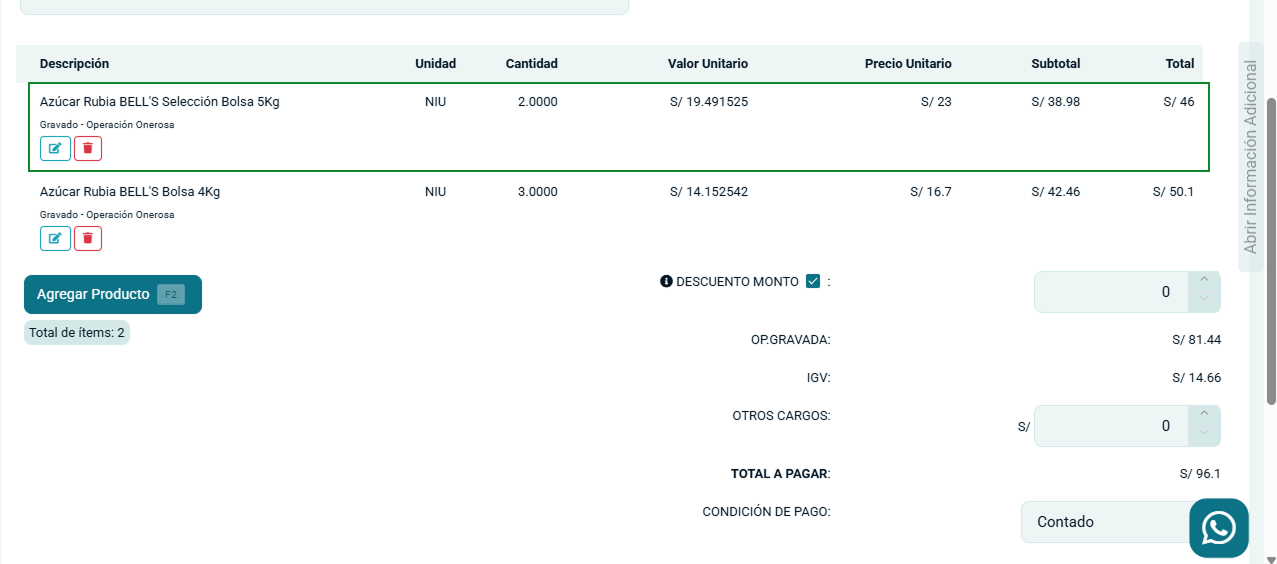 Descripción Unidad Cantidad Valor Unitario Precio Unitario Subtotal Total
Azúcar Rubia BELL'S Selección Bolsa 5Kg NIU 2.0000 S/ 19.491525 S/ 23 S/ 38.98 S/ 46
Gravado - Operación Onerosa
Azúcar Rubia BELL'S Bolsa 4Kg NIU 3.0000 S/ 14.152542 S/ 16.7 S/ 42.46 S/ 50.1
Gravado - Operación Onerosa
Agregar Producto F2
Total de ítems: 2
DESCUENTO MONTO : 0
OP.GRAVADA: S/ 81.44
IGV: S/ 14.66
OTROS CARGOS: S/ 0
TOTAL A PAGAR: S/ 96.1
CONDICIÓN DE PAGO: Contado
Abrir Información Adicional